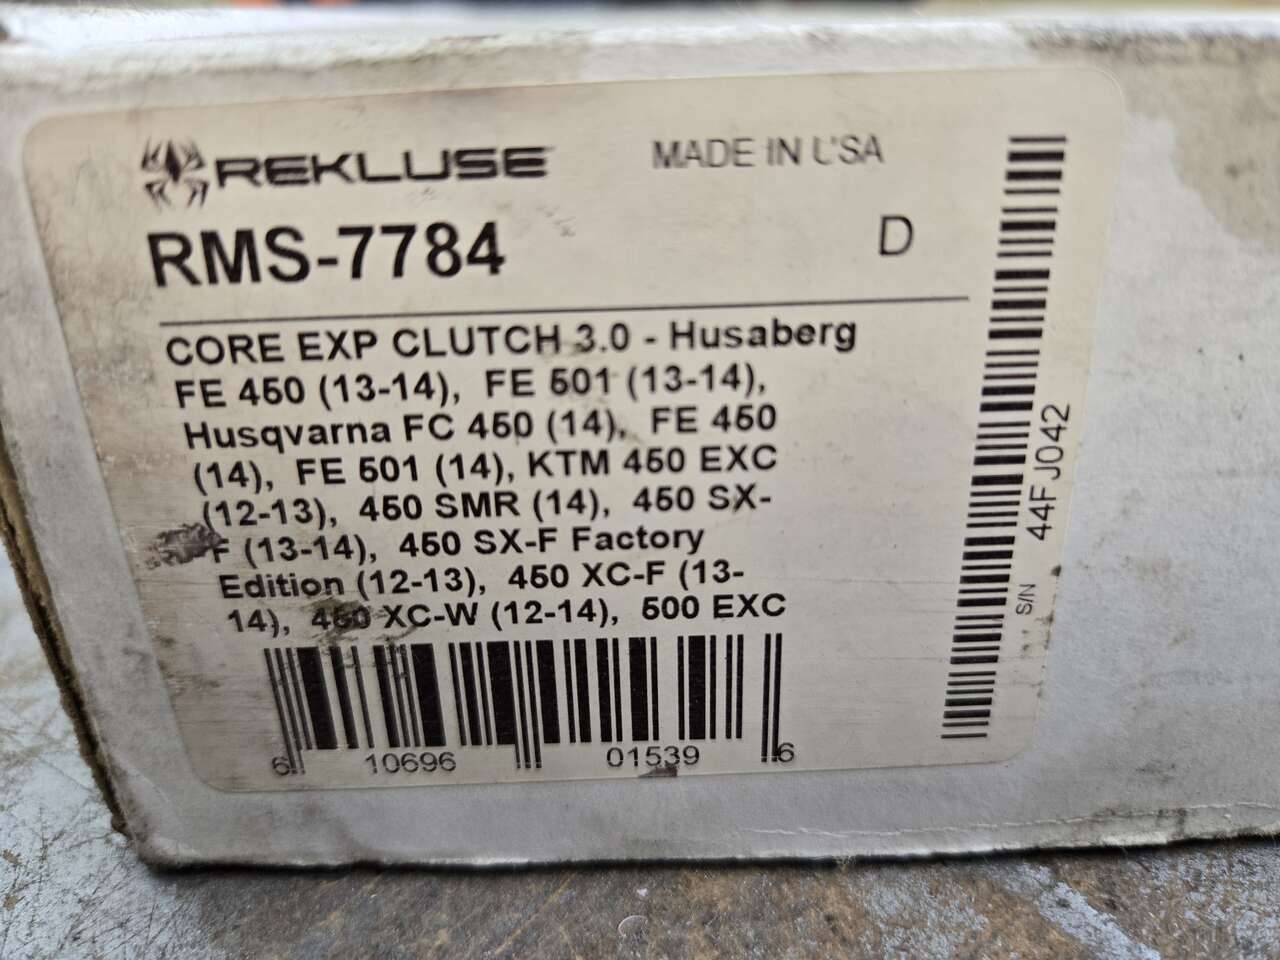 REKLUSE
MADE IN USA
RMS-7784
D
CORE EXP CLUTCH 3.0 - Husaberg
FE 450 (13-14), FE 501 (13-14),
Husqvarna FC 450 (14), FE 450
(14), FE 501 (14), KTM 450 EXC
(12-13), 450 SMR (14), 450 SX-
F (13-14), 450 SX-F Factory
Edition (12-13), 450 XC-F (13-
14), 450 XC-W (12-14), 500 EXC
6 10696 01539 6
S/N 44FJ042